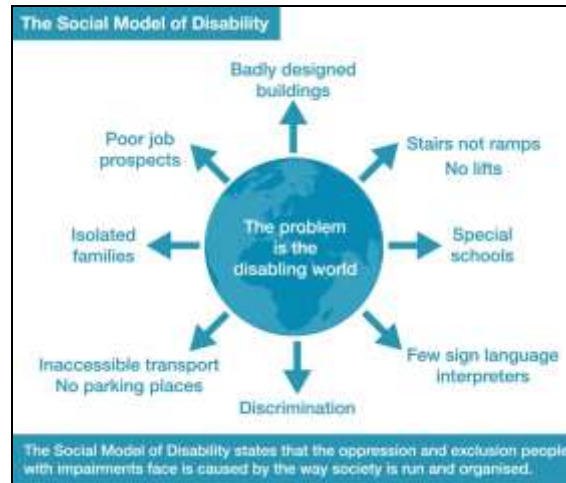 The Social Model of Disability
Badly designed
buildings
Poor job
prospects
Stairs not ramps
No lifts
The problem
is the
disabling world
Isolated
families
Special
schools
Inaccessible transport
No parking places
Few sign language
interpreters
Discrimination
The Social Model of Disability states that the oppression and exclusion people
with impairments face is caused by the way society is run and organised.